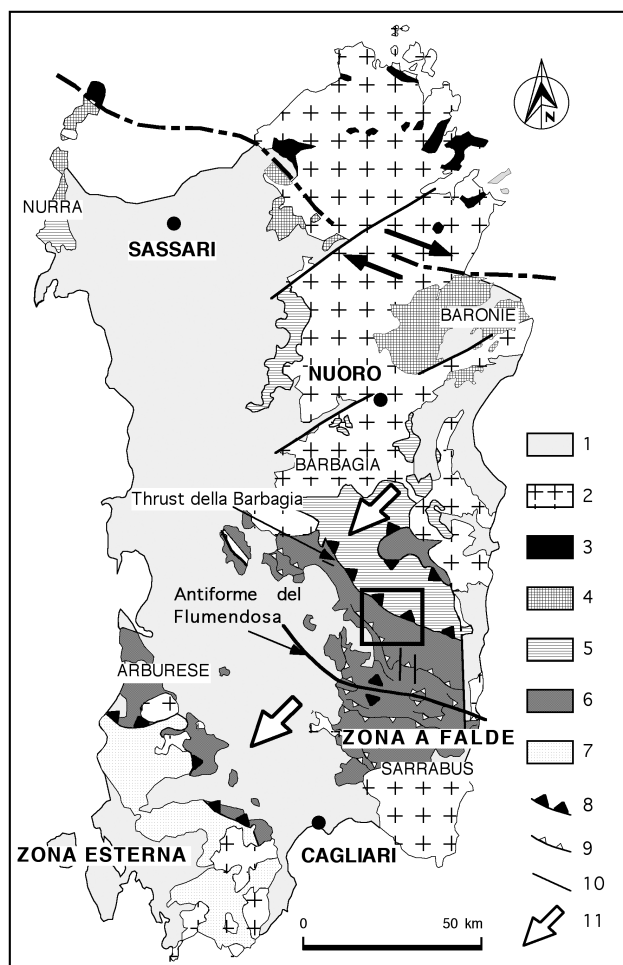 N
NURRA
SASSARI
BARONIE
NUORO
BARBAGIA
Thrust della Barbagia
Antiforme del
Flumendosa
ARBURESE
ZONA A FALDE
SARRABUS
ZONA ESTERNA
CAGLIARI
0 50 km
1
2
3
4
5
6
7
8
9
10
11